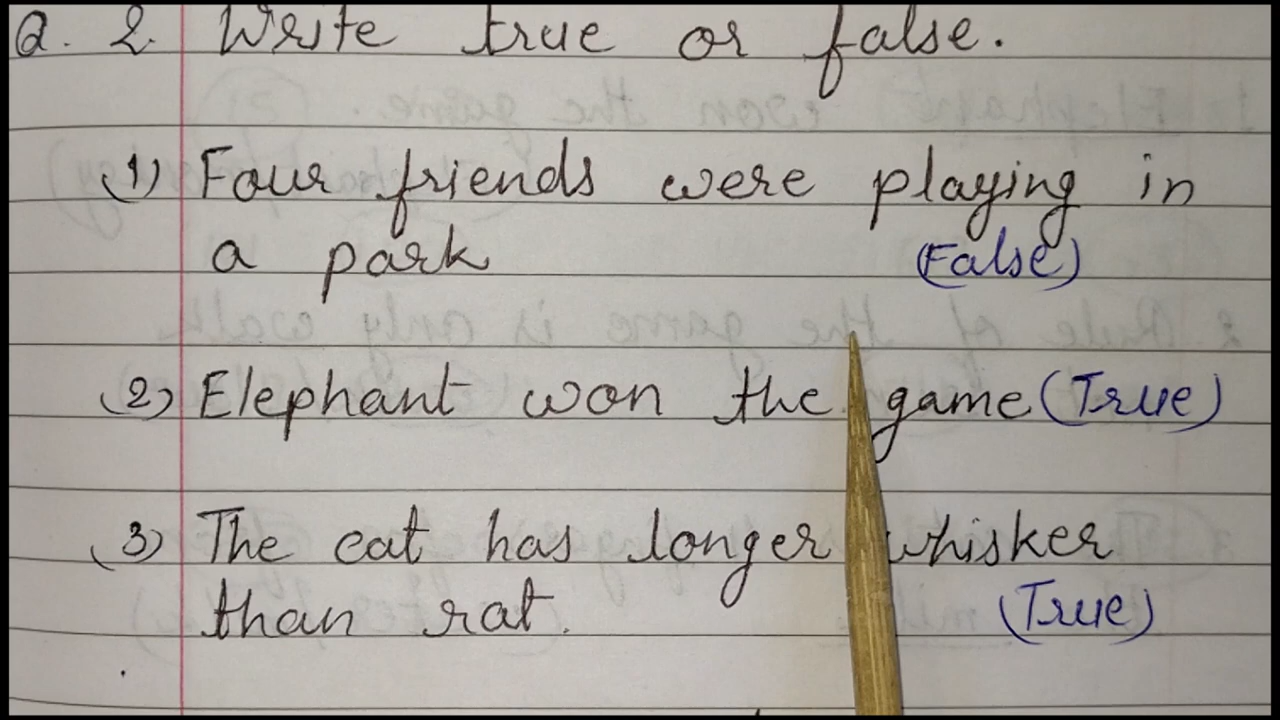 Q. 2. Write true or false.
(1) Four friends were playing in
a park (False)
(2) Elephant won the game (True)
(3) The cat has longer whisker
than rat. (True)